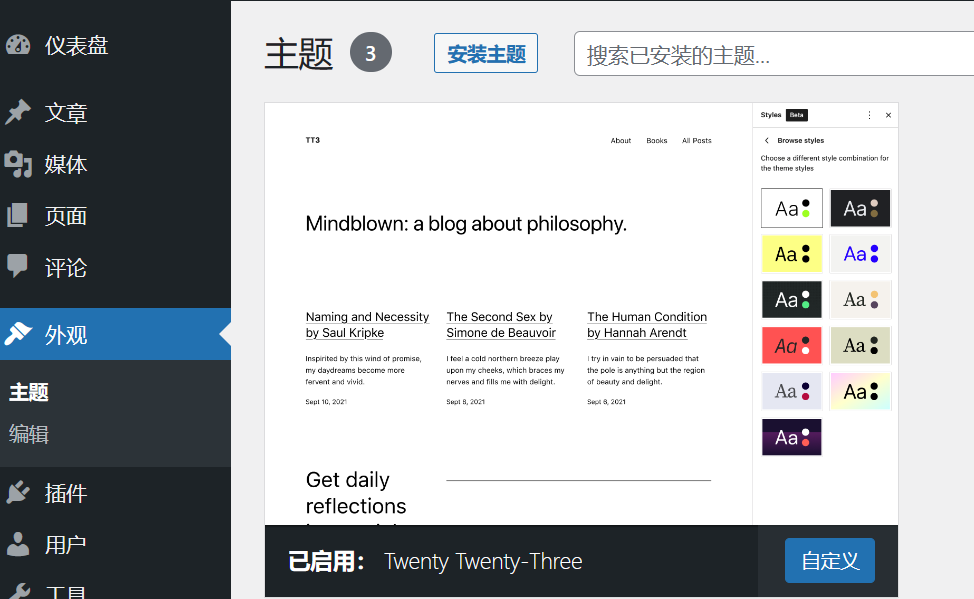 仪表盘
文章
媒体
页面
评论
外观
主题
编辑
插件
用户
工具
主题 3 安装主题 搜索已安装的主题...
TT3 About Books All Posts
Mindblown: a blog about philosophy.
Naming and Necessity
by Saul Kripke
Inspirited by this wind of promise,
my daydreams become more
fervent and vivid.
Sept 10, 2021
The Second Sex by
Simone de Beauvoir
I feel a cold northern breeze play
upon my cheeks, which braces my
nerves and fills me with delight.
Sept 8, 2021
The Human Condition
by Hannah Arendt
I try in vain to be persuaded that
the pole is anything but the region
of beauty and delight.
Sept 6, 2021
Get daily
reflections
Styles Beta
Browse styles
Choose a different style combination for
the theme styles
Aa Aa
Aa Aa
Aa Aa
Aa Aa
Aa Aa
Aa
已启用： Twenty Twenty-Three 自定义